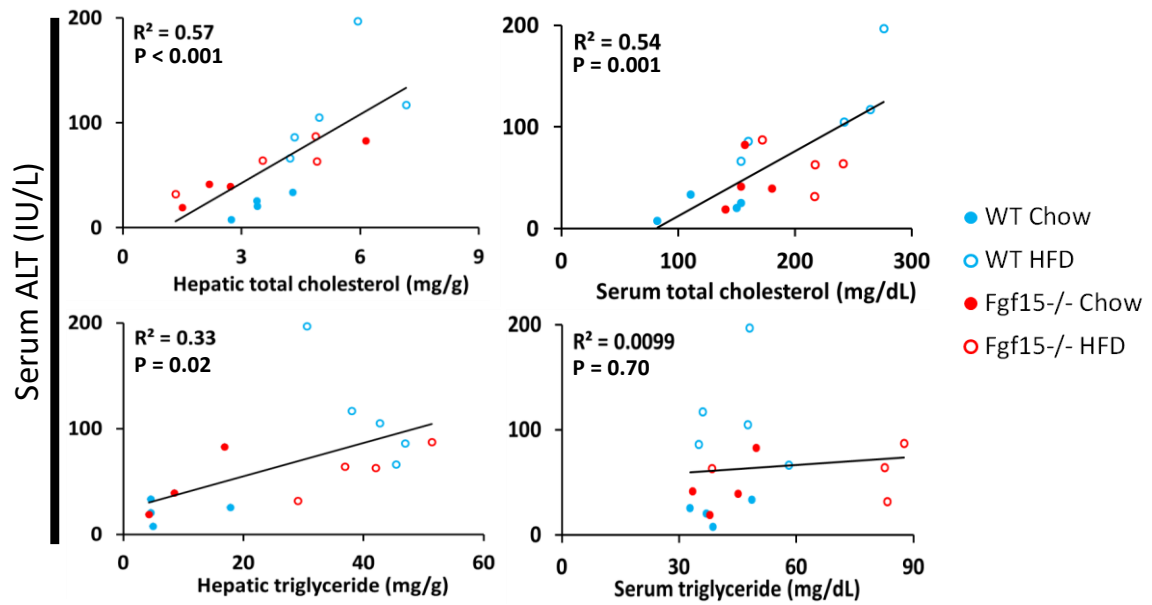 Serum ALT (IU/L)
R² = 0.57
P < 0.001
200
100
0
0 3 6 9
Hepatic total cholesterol (mg/g)
R² = 0.54
P = 0.001
200
100
0
0 100 200 300
Serum total cholesterol (mg/dL)
R² = 0.33
P = 0.02
200
100
0
0 20 40 60
Hepatic triglyceride (mg/g)
R² = 0.0099
P = 0.70
200
100
0
0 30 60 90
Serum triglyceride (mg/dL)
WT Chow
WT HFD
Fgf15-/- Chow
Fgf15-/- HFD